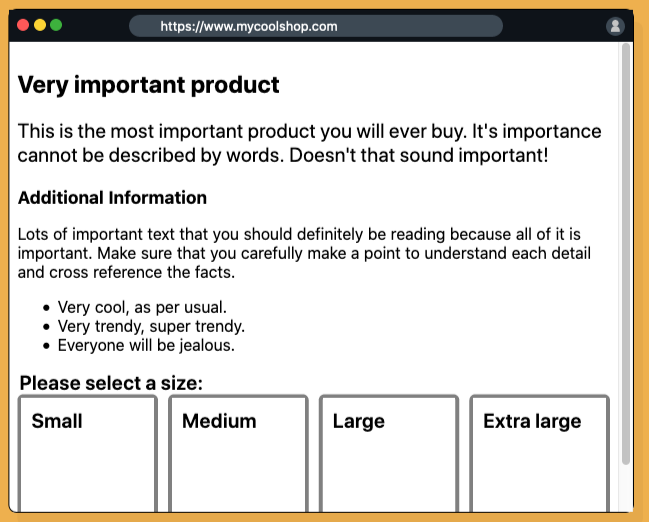 https://www.mycoolshop.com
Very important product
This is the most important product you will ever buy. It's importance
cannot be described by words. Doesn't that sound important!
Additional Information
Lots of important text that you should definitely be reading because all of it is
important. Make sure that you carefully make a point to understand each detail
and cross reference the facts.
• Very cool, as per usual.
• Very trendy, super trendy.
• Everyone will be jealous.
Please select a size:
Small Medium Large Extra large